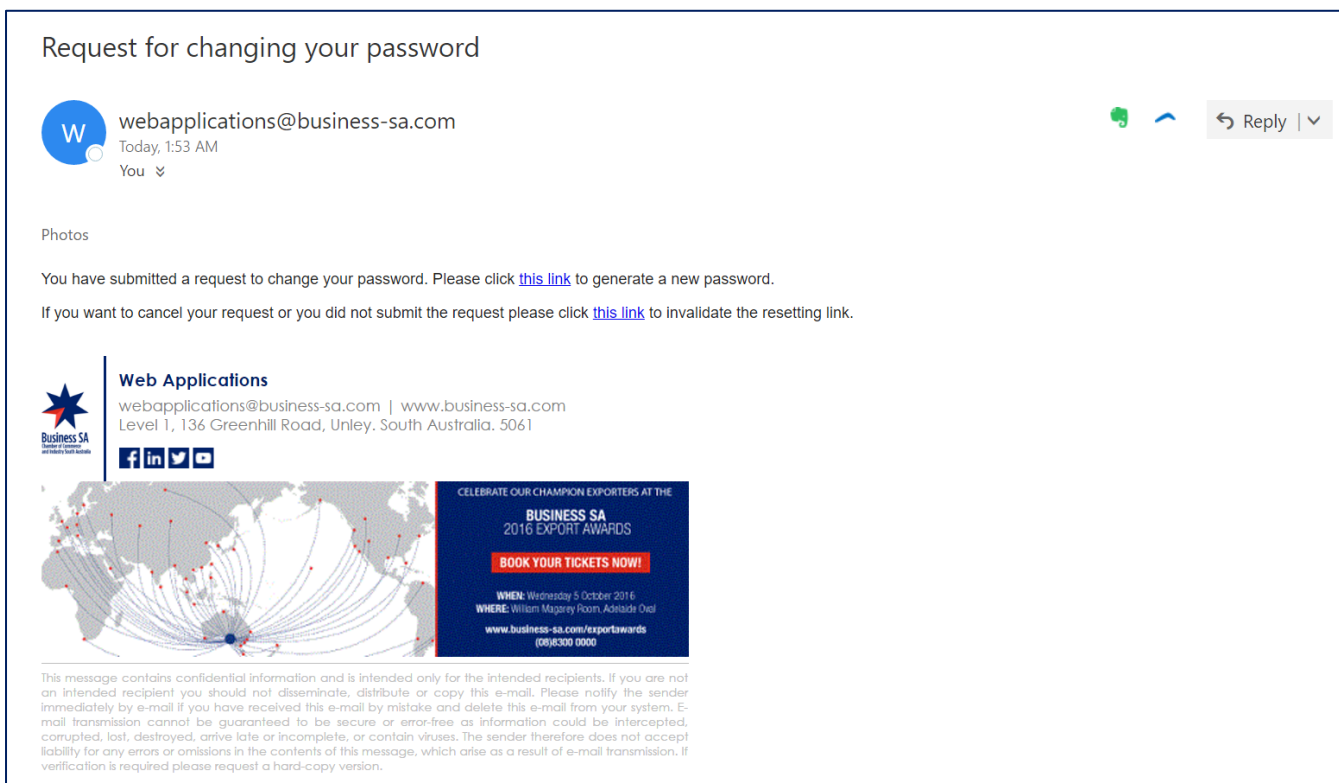 Request for changing your password
W
webapplications@business-sa.com
Reply
Today, 1:53 AM
You
Photos
You have submitted a request to change your password. Please click this link to generate a new password.
If you want to cancel your request or you did not submit the request please click this link to invalidate the resetting link.
Web Applications
webapplications@business-sa.com | www.business-sa.com
Level 1, 136 Greenhill Road, Unley. South Australia. 5061
Business SA
Chamber of Commerce
and Industry South Australia
CELEBRATE OUR CHAMPION EXPORTERS AT THE
BUSINESS SA
2016 EXPORT AWARDS
BOOK YOUR TICKETS NOW!
WHEN: Wednesday 5 October 2016
WHERE: William Magarey Room, Adelaide Oval
www.business-sa.com/exportawards
(08)8300 0000
This message contains confidential information and is intended only for the intended recipients. If you are not
an intended recipient you should not disseminate, distribute or copy this e-mail. Please notify the sender
immediately by e-mail if you have received this e-mail by mistake and delete this e-mail from your system. E-
mail transmission cannot be guaranteed to be secure or error-free as information could be intercepted,
corrupted, lost, destroyed, arrive late or incomplete, or contain viruses. The sender therefore does not accept
liability for any errors or omissions in the contents of this message, which arise as a result of e-mail transmission. If
verification is required please request a hard-copy version.